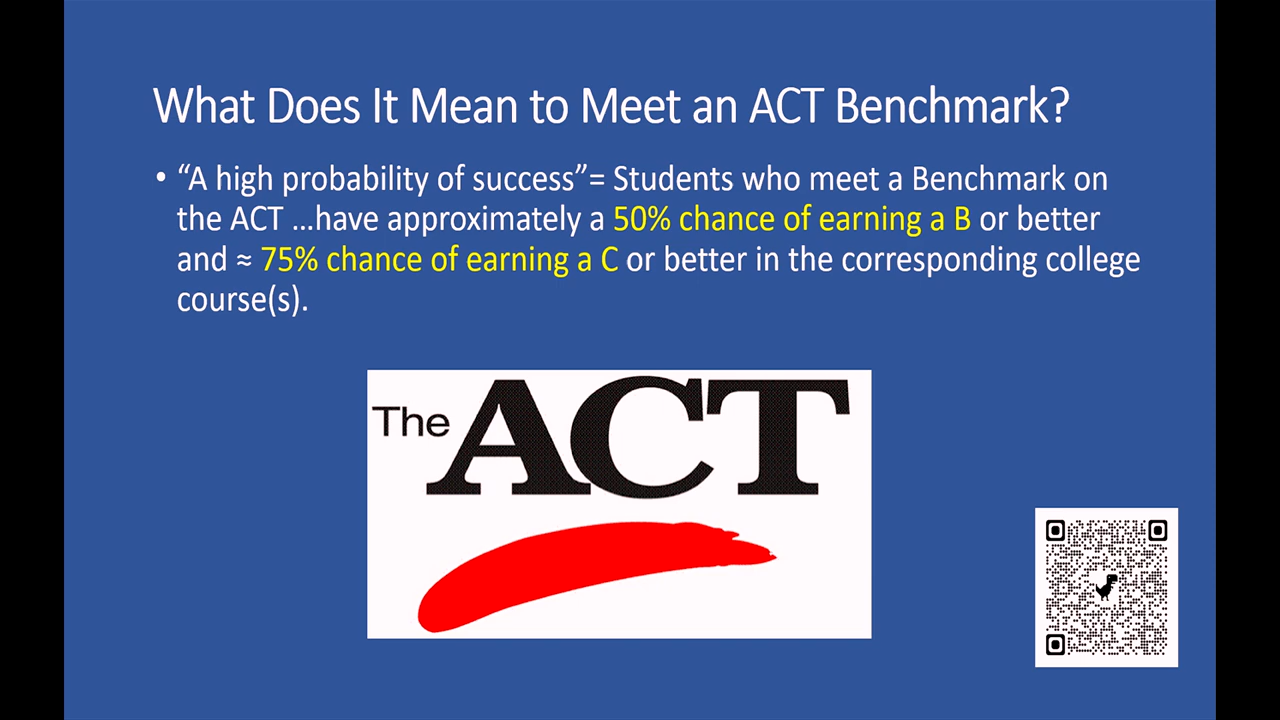 What Does It Mean to Meet an ACT Benchmark?
• “A high probability of success”= Students who meet a Benchmark on
the ACT …have approximately a 50% chance of earning a B or better
and ≈ 75% chance of earning a C or better in the corresponding college
course(s).
The ACT